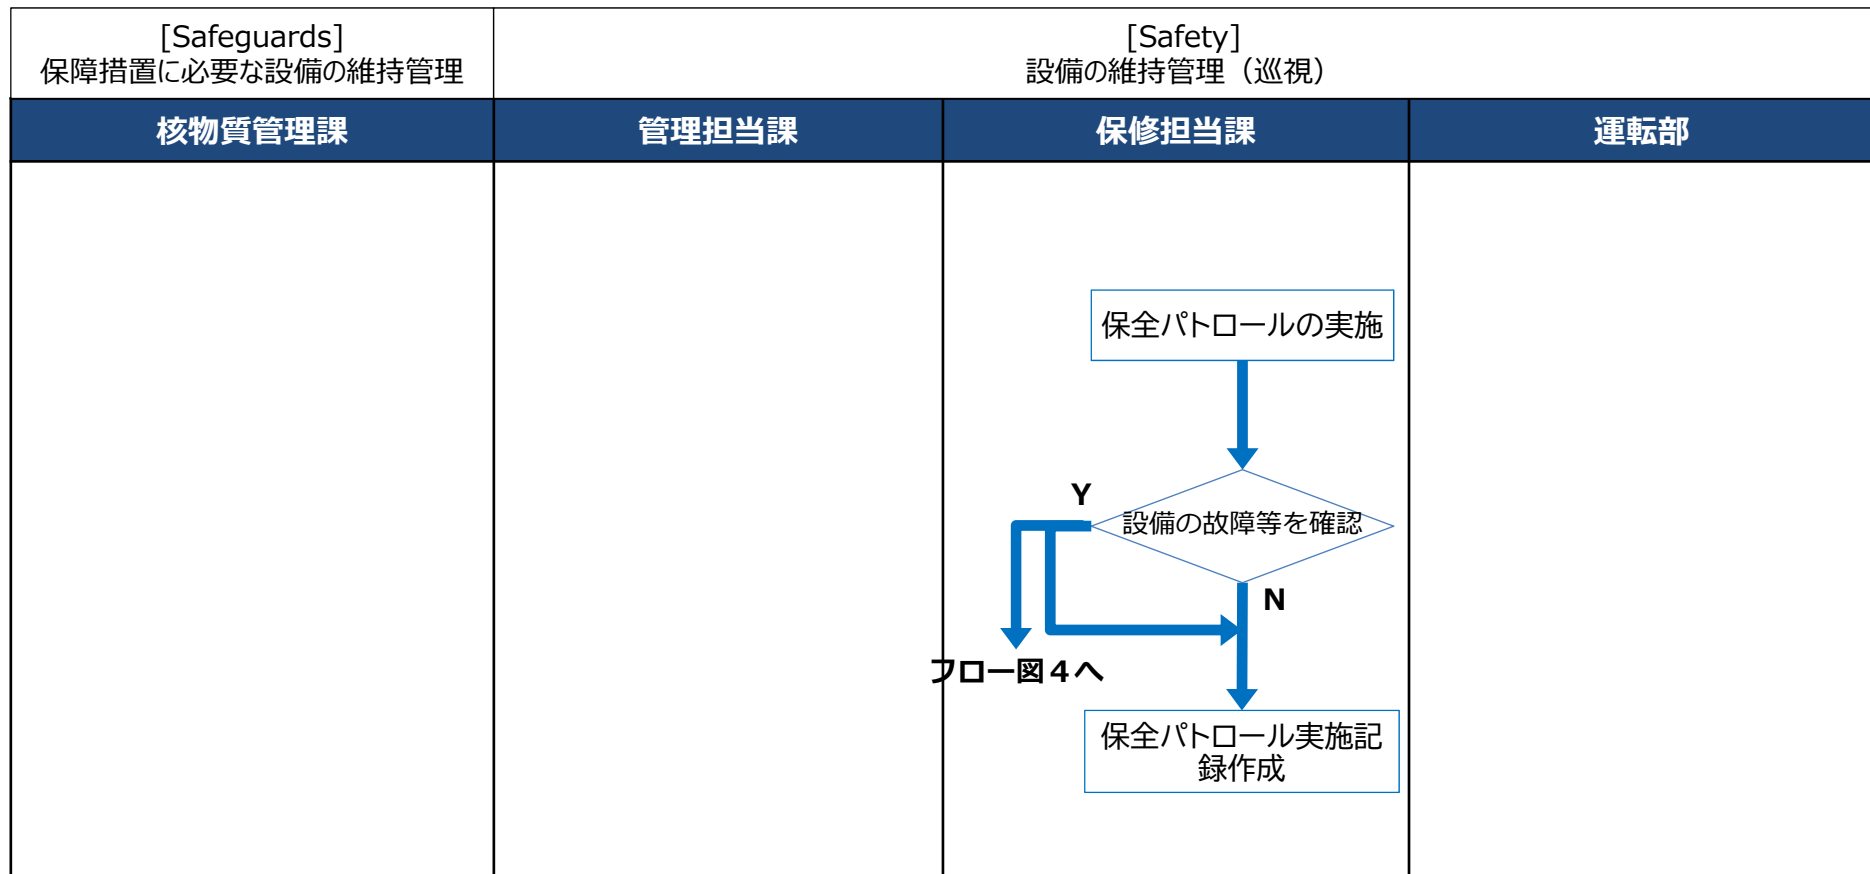 [Safeguards]
保障措置に必要な設備の維持管理
[Safety]
設備の維持管理（巡視）
核物質管理課
管理担当課
保修担当課
運転部
保全パトロールの実施
Y
設備の故障等を確認
N
フロー図４へ
保全パトロール実施記
録作成